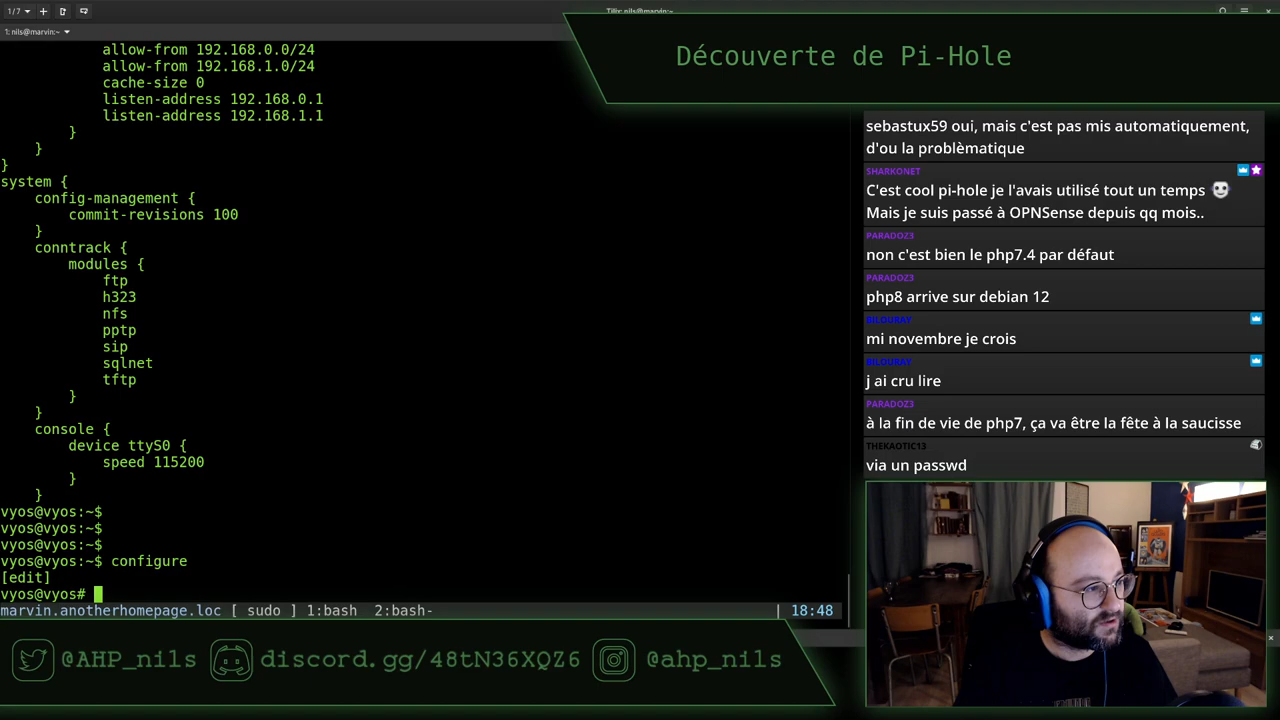 1/7
Tilix: nils@marvin:~
1: nils@marvin:~
Découverte de Pi-Hole
allow-from 192.168.0.0/24
allow-from 192.168.1.0/24
cache-size 0
listen-address 192.168.0.1
listen-address 192.168.1.1
}
}
}
system {
config-management {
commit-revisions 100
}
conntrack {
modules {
ftp
h323
nfs
pptp
sip
sqlnet
tftp
}
}
console {
device ttyS0 {
speed 115200
}
}
vyos@vyos:~$
vyos@vyos:~$
vyos@vyos:~$
vyos@vyos:~$ configure
[edit]
vyos@vyos#
marvin.anotherhomepage.loc [ sudo ] 1:bash  2:bash- | 18:48
sebastux59 oui, mais c'est pas mis automatiquement,
d'ou la problèmatique
SHARKONET
C'est cool pi-hole je l'avais utilisé tout un temps
Mais je suis passé à OPNSense depuis qq mois..
PARADOZ3
non c'est bien le php7.4 par défaut
PARADOZ3
php8 arrive sur debian 12
BILOURAY
mi novembre je crois
BILOURAY
j ai cru lire
PARADOZ3
à la fin de vie de php7, ça va être la fête à la saucisse
THEKAOTIC13
via un passwd
@AHP_nils
discord.gg/48tN36XQZ6
@ahp_nils